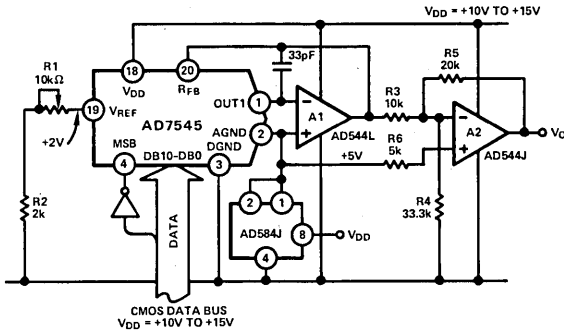 VDD = +10V TO +15V
R1
10kΩ
18
VDD
20
RFB
33pF
R5
20k
19
VREF
OUT1
1
R3
10k
A1
AD544L
A2
AD544J
+2V
AD7545
AGND
2
MSB
4
DB10-DB0
DGND
3
+5V
R6
5k
R2
2k
DATA
2
1
AD584J
8
VDD
4
R4
33.3k
CMOS DATA BUS
VDD = +10V TO +15V